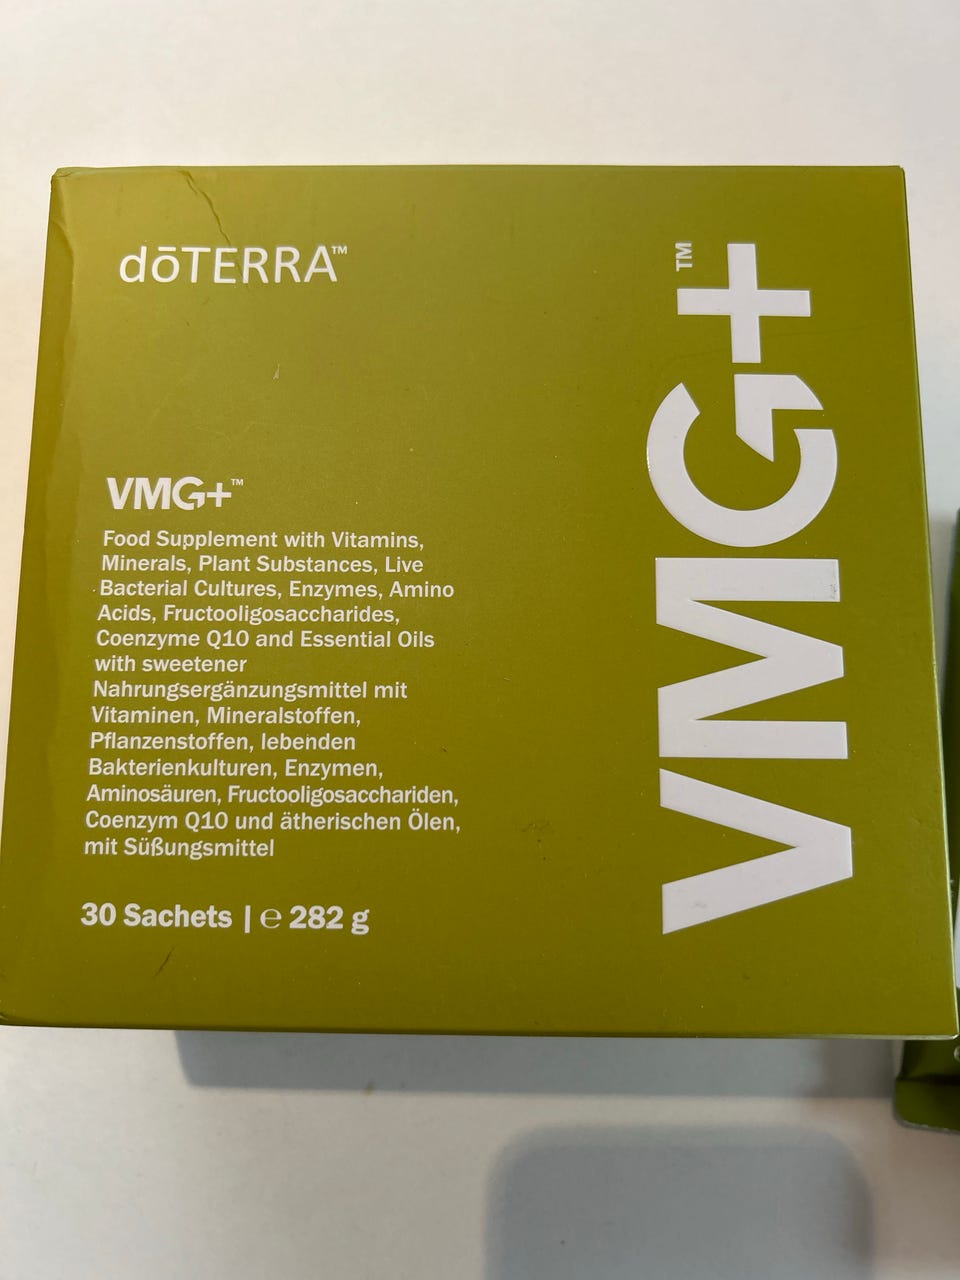 dōTERRA™
VMG+™
Food Supplement with Vitamins,
Minerals, Plant Substances, Live
Bacterial Cultures, Enzymes, Amino
Acids, Fructooligosaccharides,
Coenzyme Q10 and Essential Oils
with sweetener
Nahrungsergänzungsmittel mit
Vitaminen, Mineralstoffen,
Pflanzenstoffen, lebenden
Bakterienkulturen, Enzymen,
Aminosäuren, Fructooligosacchariden,
Coenzym Q10 und ätherischen Ölen,
mit Süßungsmittel
30 Sachets | ℮ 282 g
VMG+™